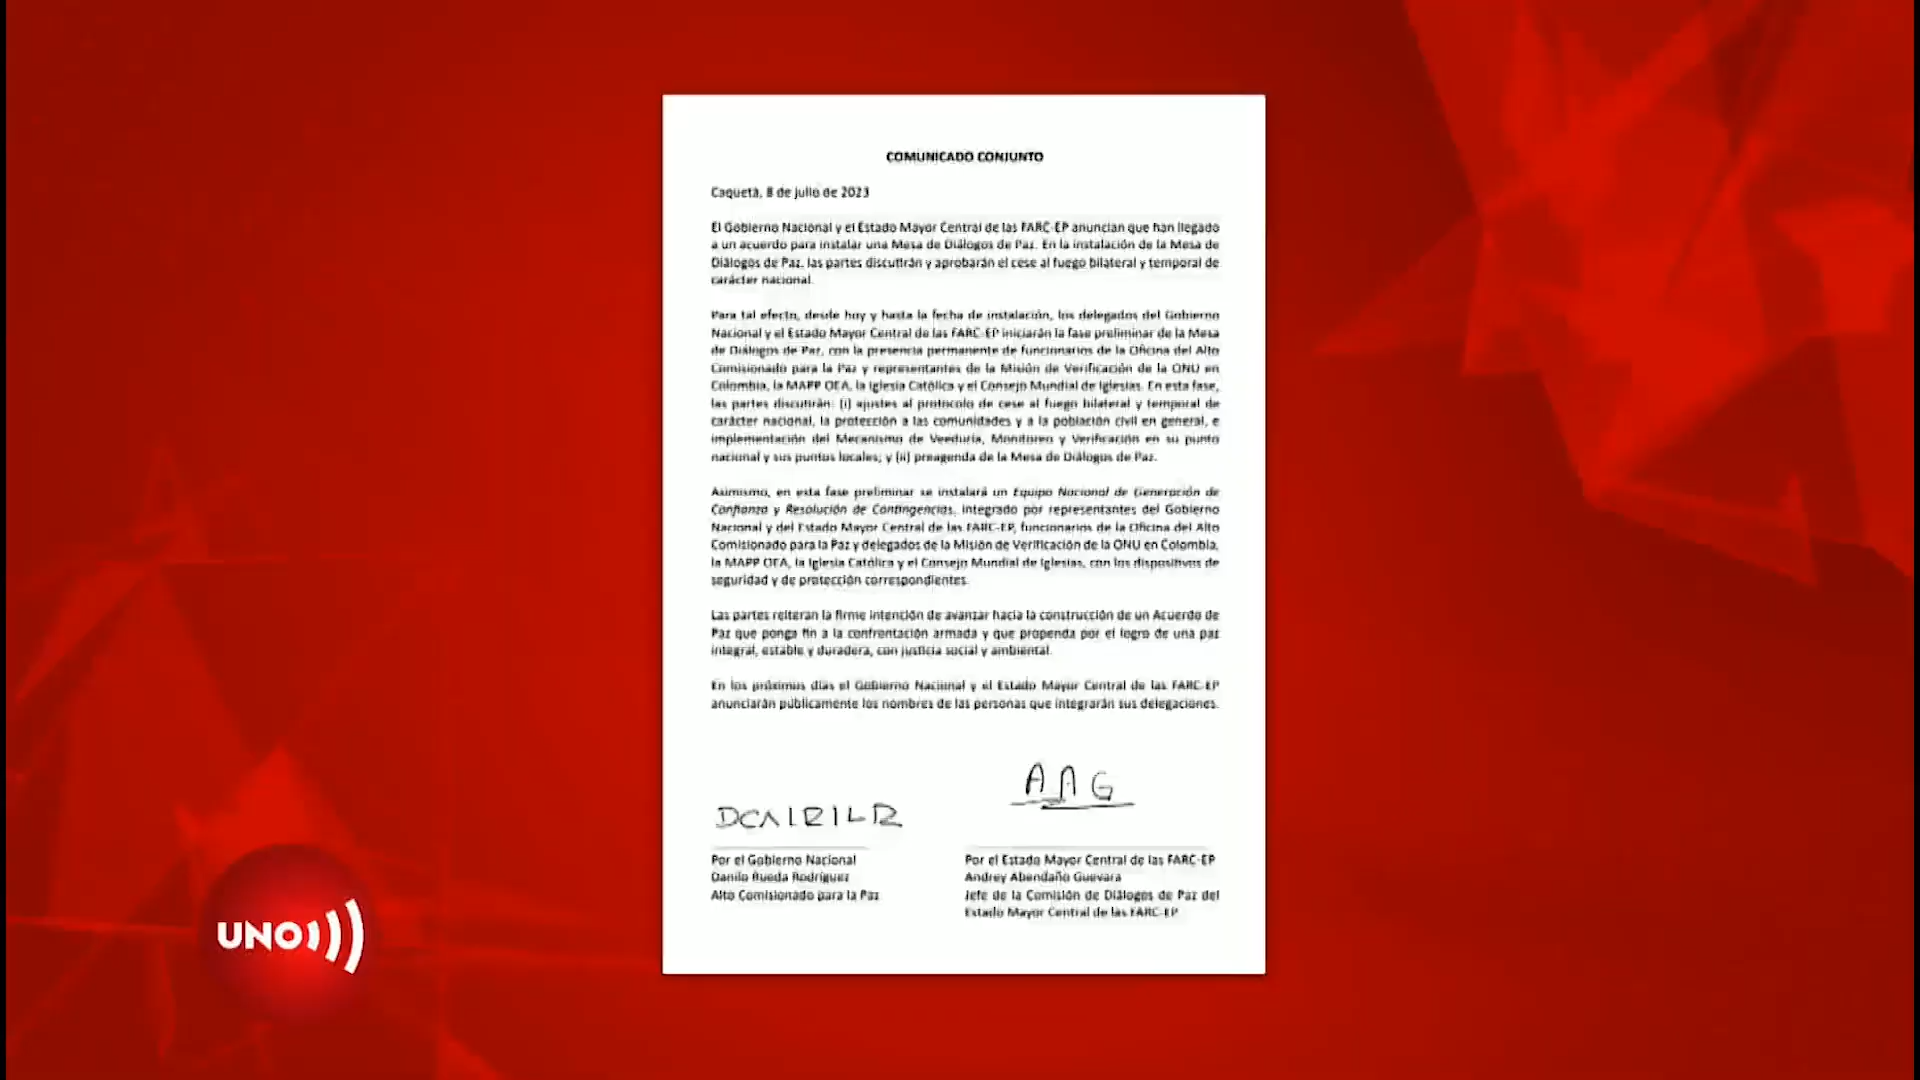 COMUNICADO CONJUNTO
Caquetá, 8 de julio de 2023
El Gobierno Nacional y el Estado Mayor Central de las FARC-EP anuncian que han llegado
a un acuerdo para instalar una Mesa de Diálogos de Paz. En la instalación de la Mesa de
Diálogos de Paz, las partes discutirán y aprobarán el cese al fuego bilateral y temporal de
carácter nacional.
Para tal efecto, desde hoy y hasta la fecha de instalación, los delegados del Gobierno
Nacional y el Estado Mayor Central de las FARC-EP iniciarán la fase preliminar de la Mesa
de Diálogos de Paz, con la presencia permanente de funcionarios de la Oficina del Alto
Comisionado para la Paz y representantes de la Misión de Verificación de la ONU en
Colombia, la MAPP OEA, la Iglesia Católica y el Consejo Mundial de Iglesias. En esta fase,
las partes discutirán: (i) ajustes al protocolo de cese al fuego bilateral y temporal de
carácter nacional, la protección a las comunidades y a la población civil en general, e
implementación del Mecanismo de Veeduría, Monitoreo y Verificación en su punto
nacional y sus puntos locales; y (ii) preagenda de la Mesa de Diálogos de Paz.
Asimismo, en esta fase preliminar se instalará un Equipo Nacional de Generación de
Confianza y Resolución de Contingencias, integrado por representantes del Gobierno
Nacional y del Estado Mayor Central de las FARC-EP, funcionarios de la Oficina del Alto
Comisionado para la Paz y delegados de la Misión de Verificación de la ONU en Colombia,
la MAPP OEA, la Iglesia Católica y el Consejo Mundial de Iglesias, con los dispositivos de
seguridad y de protección correspondientes.
Las partes reiteran la firme intención de avanzar hacia la construcción de un Acuerdo de
Paz que ponga fin a la confrontación armada y que propenda por el logro de una paz
integral, estable y duradera, con justicia social y ambiental.
En los próximos días el Gobierno Nacional y el Estado Mayor Central de las FARC-EP
anunciarán públicamente los nombres de las personas que integrarán sus delegaciones.
AAG
Por el Gobierno Nacional
Danilo Rueda Rodríguez
Alto Comisionado para la Paz
Por el Estado Mayor Central de las FARC-EP
Andrey Abendaño Guevara
Jefe de la Comisión de Diálogos de Paz del
Estado Mayor Central de las FARC-EP
UNO